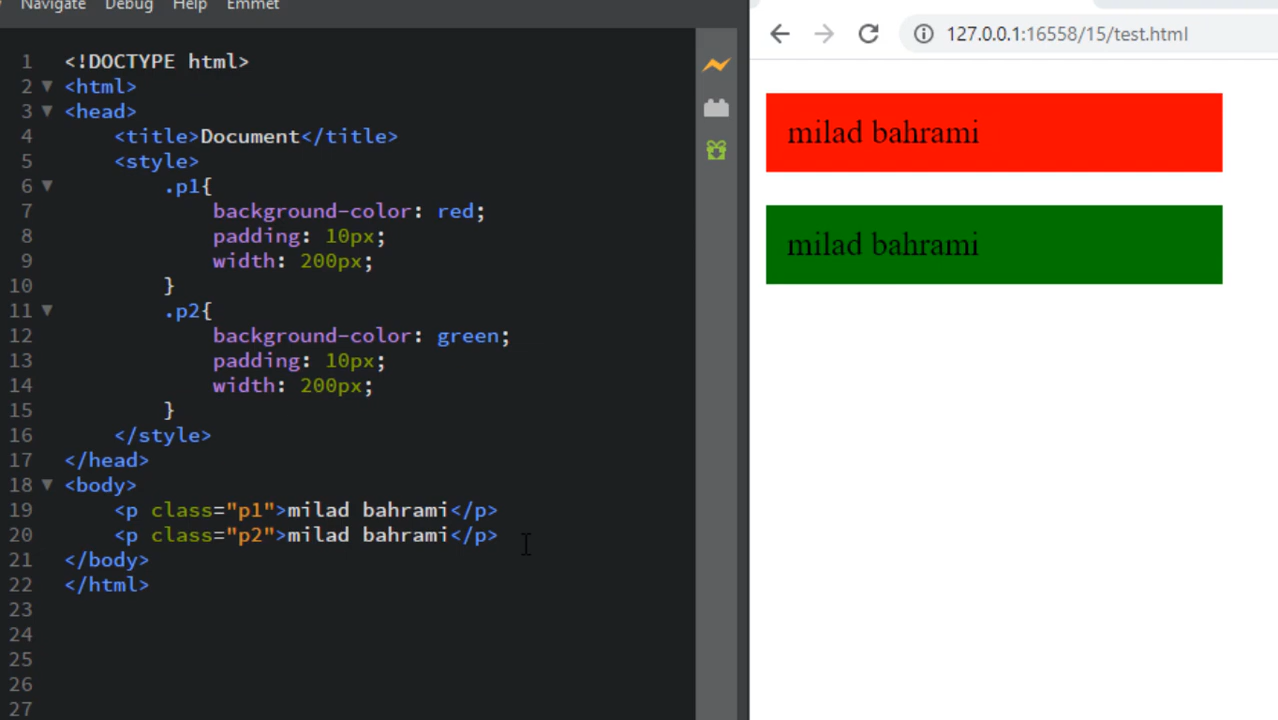 Navigate Debug Help Emmet
127.0.0.1:16558/15/test.html
1 <!DOCTYPE html>
2 <html>
3 <head>
4 <title>Document</title>
5 <style>
6 .p1{
7 background-color: red;
8 padding: 10px;
9 width: 200px;
10 }
11 .p2{
12 background-color: green;
13 padding: 10px;
14 width: 200px;
15 }
16 </style>
17 </head>
18 <body>
19 <p class="p1">milad bahrami</p>
20 <p class="p2">milad bahrami</p>
21 </body>
22 </html>
23
24
25
26
27
milad bahrami
milad bahrami